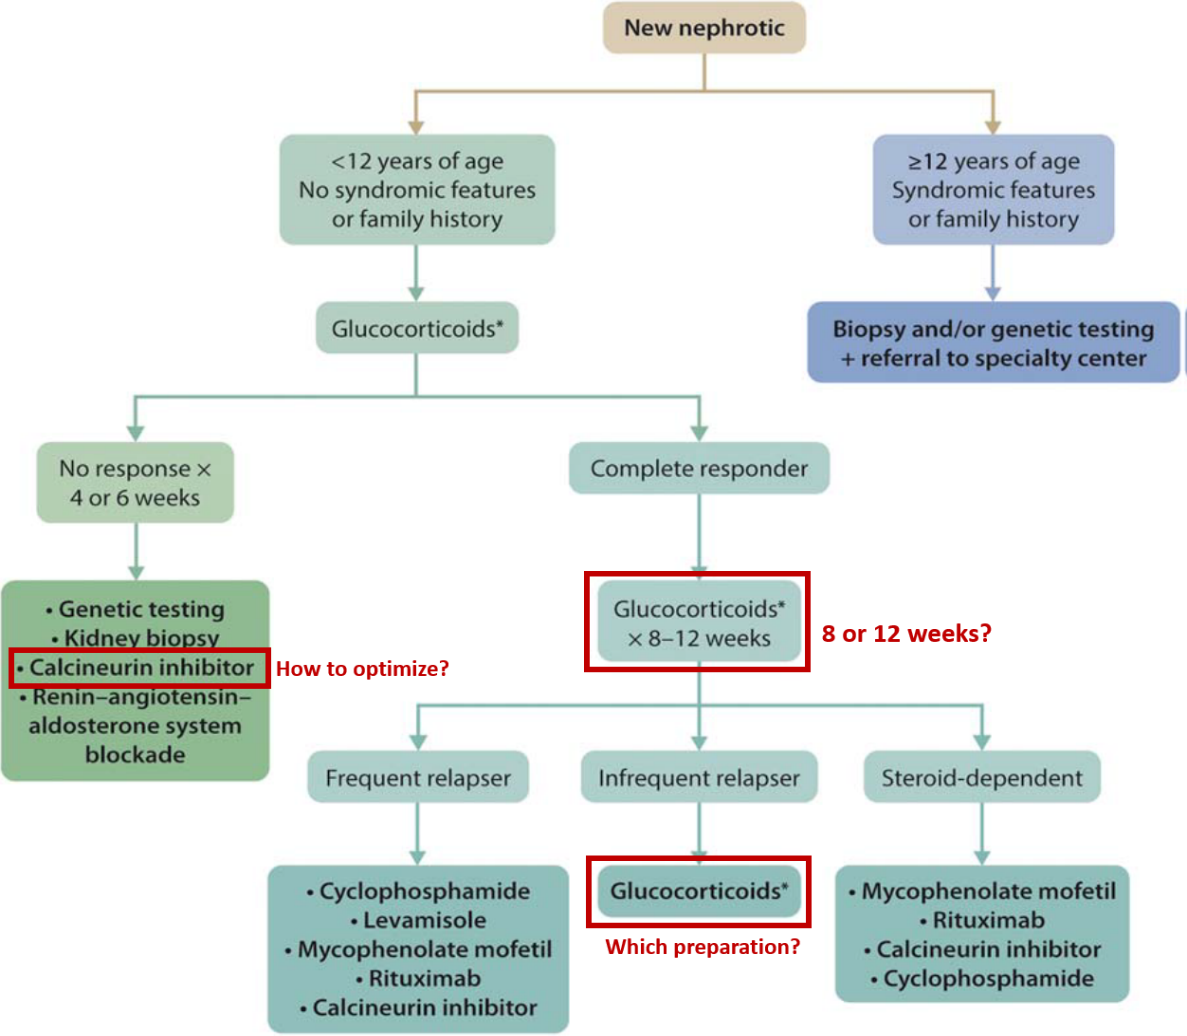 New nephrotic
<12 years of age
No syndromic features
or family history
≥12 years of age
Syndromic features
or family history
Glucocorticoids*
Biopsy and/or genetic testing
+ referral to specialty center
No response ×
4 or 6 weeks
Complete responder
• Genetic testing
• Kidney biopsy
• Calcineurin inhibitor
• Renin–angiotensin–
aldosterone system
blockade
How to optimize?
Glucocorticoids*
× 8–12 weeks
8 or 12 weeks?
Frequent relapser
Infrequent relapser
Steroid-dependent
• Cyclophosphamide
• Levamisole
• Mycophenolate mofetil
• Rituximab
• Calcineurin inhibitor
Glucocorticoids*
Which preparation?
• Mycophenolate mofetil
• Rituximab
• Calcineurin inhibitor
• Cyclophosphamide